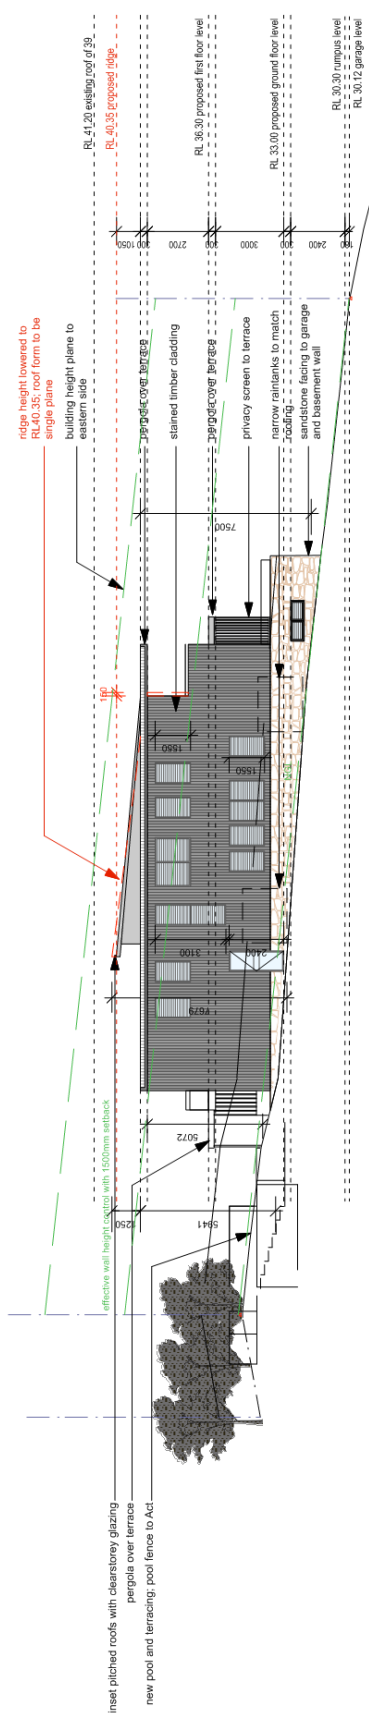 RL 41.20 existing roof of 39
RL 40.35 proposed ridge
RL 36.30 proposed first floor level
RL 33.00 proposed ground floor level
RL 30.30 rumpus level
RL 30.12 garage level
1050
300
2700
300
3000
300
2400
180
ridge height lowered to
RL40.35; roof form to be
single plane
building height plane to
eastern side
pergola over terrace
stained timber cladding
pergola over terrace
privacy screen to terrace
narrow raintanks to match
roofing
sandstone facing to garage
and basement wall
7500
160
1550
1550
3100
2400
7679
5072
1250
5941
effective wall height control with 1500mm setback
inset pitched roofs with clearstorey glazing
pergola over terrace
new pool and terracing; pool fence to Act